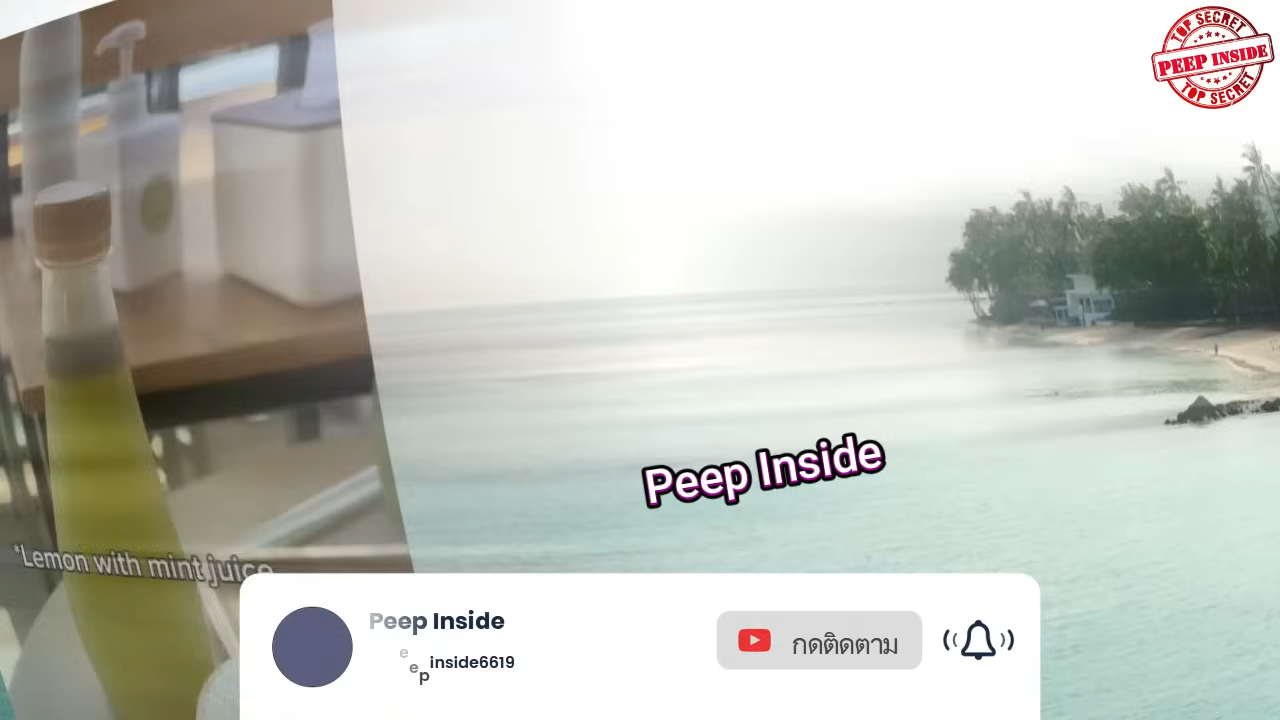 TOP SECRET
PEEP INSIDE
TOP SECRET
Peep Inside
*Lemon with mint juice
Peep Inside
eepinside6619
กดติดตาม